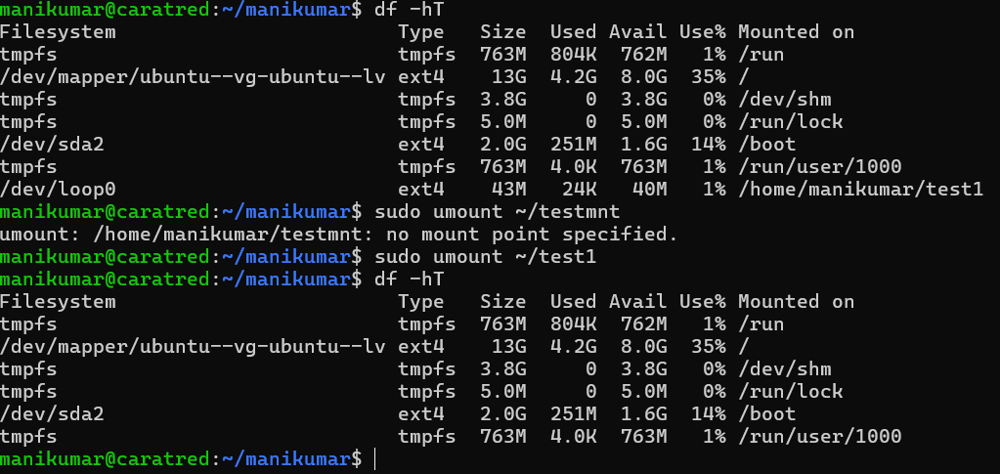 manikumar@caratred:~/manikumar$ df -hT
Filesystem                        Type   Size  Used Avail Use% Mounted on
tmpfs                             tmpfs  763M  804K  762M   1% /run
/dev/mapper/ubuntu--vg-ubuntu--lv ext4    13G  4.2G  8.0G  35% /
tmpfs                             tmpfs  3.8G     0  3.8G   0% /dev/shm
tmpfs                             tmpfs  5.0M     0  5.0M   0% /run/lock
/dev/sda2                         ext4   2.0G  251M  1.6G  14% /boot
tmpfs                             tmpfs  763M  4.0K  763M   1% /run/user/1000
/dev/loop0                        ext4    43M   24K   40M   1% /home/manikumar/test1
manikumar@caratred:~/manikumar$ sudo umount ~/testmnt
umount: /home/manikumar/testmnt: no mount point specified.
manikumar@caratred:~/manikumar$ sudo umount ~/test1
manikumar@caratred:~/manikumar$ df -hT
Filesystem                        Type   Size  Used Avail Use% Mounted on
tmpfs                             tmpfs  763M  804K  762M   1% /run
/dev/mapper/ubuntu--vg-ubuntu--lv ext4    13G  4.2G  8.0G  35% /
tmpfs                             tmpfs  3.8G     0  3.8G   0% /dev/shm
tmpfs                             tmpfs  5.0M     0  5.0M   0% /run/lock
/dev/sda2                         ext4   2.0G  251M  1.6G  14% /boot
tmpfs                             tmpfs  763M  4.0K  763M   1% /run/user/1000
manikumar@caratred:~/manikumar$